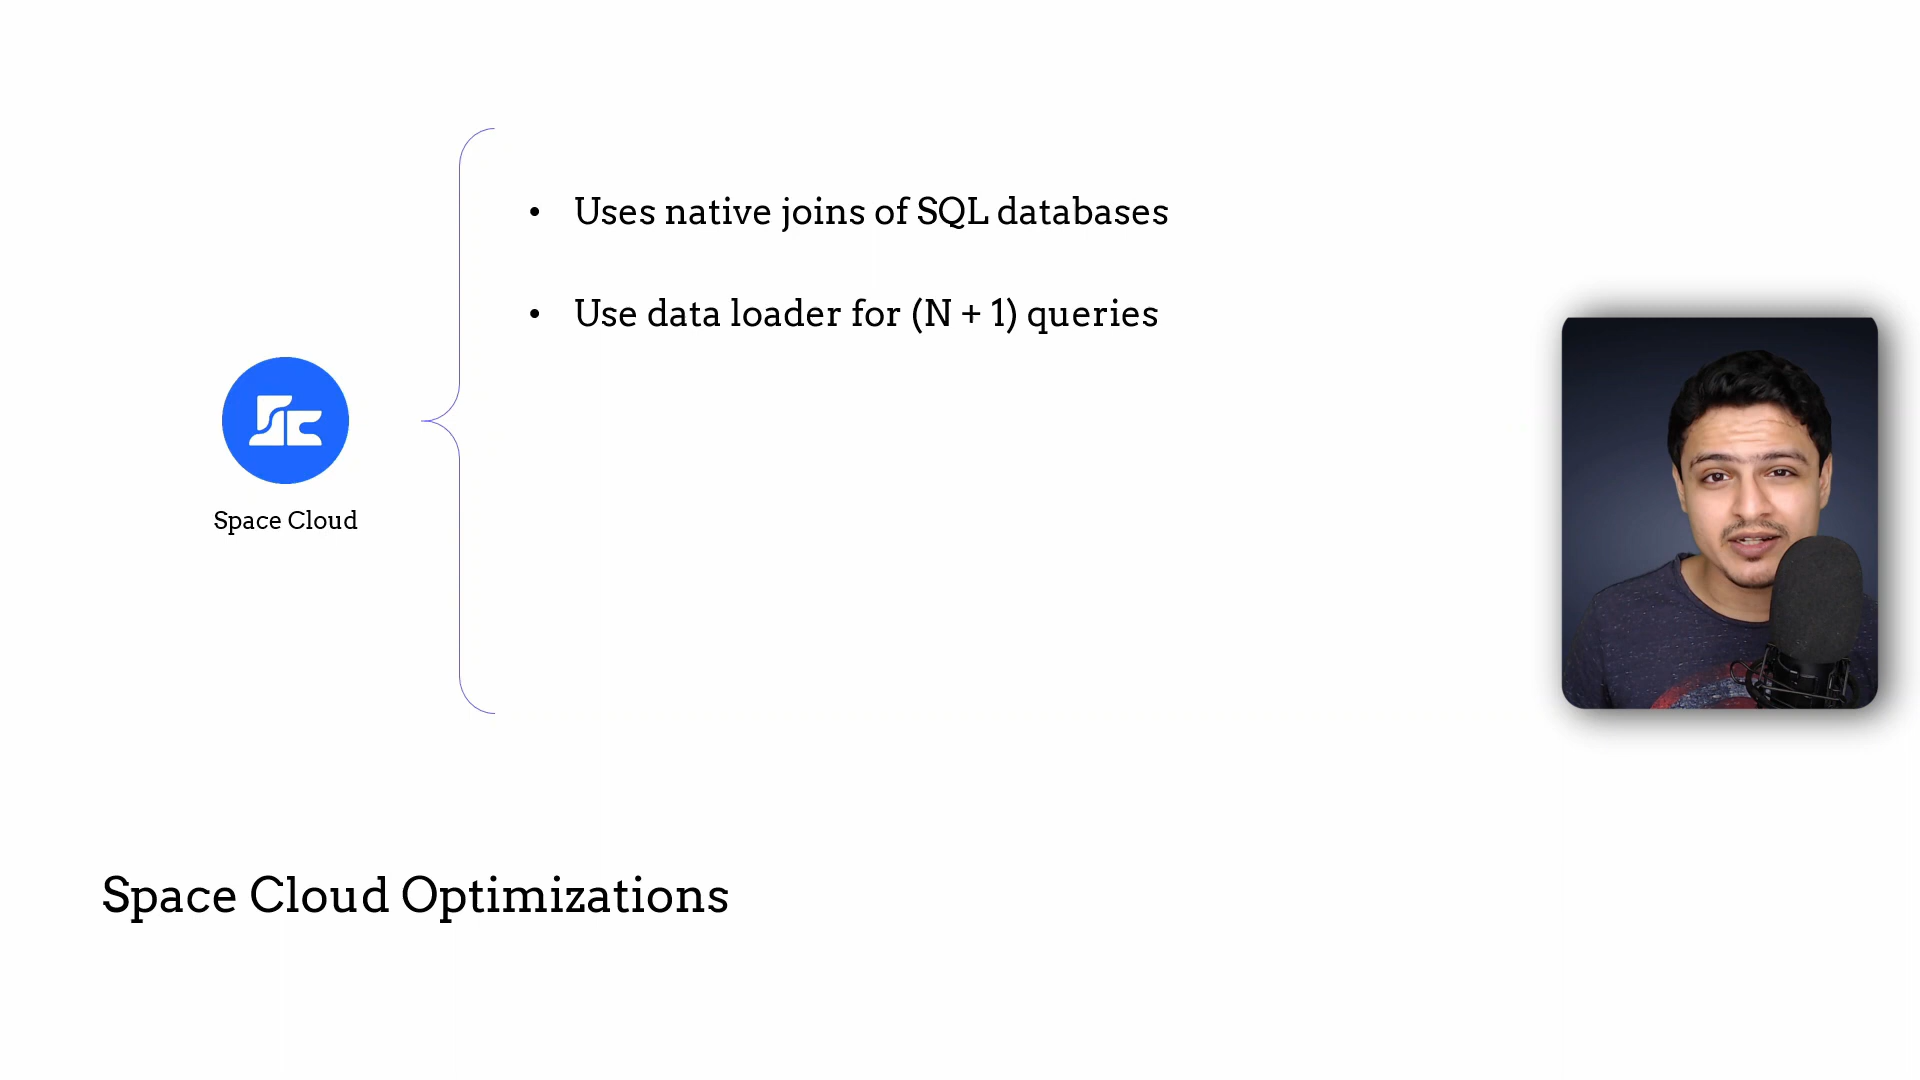 • Uses native joins of SQL databases
• Use data loader for (N + 1) queries
Space Cloud
Space Cloud Optimizations